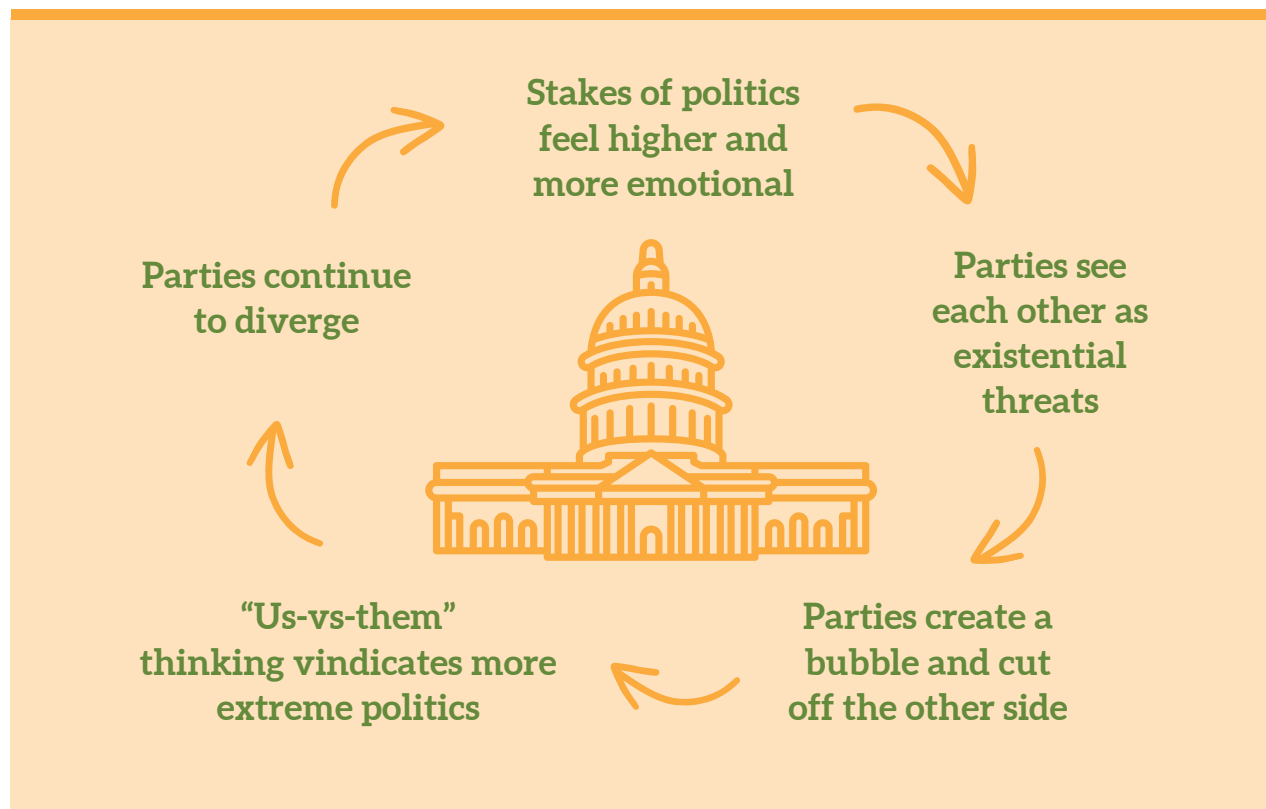 Stakes of politics
feel higher and
more emotional
Parties see
each other as
existential
threats
Parties create a
bubble and cut
off the other side
“Us-vs-them”
thinking vindicates more
extreme politics
Parties continue
to diverge